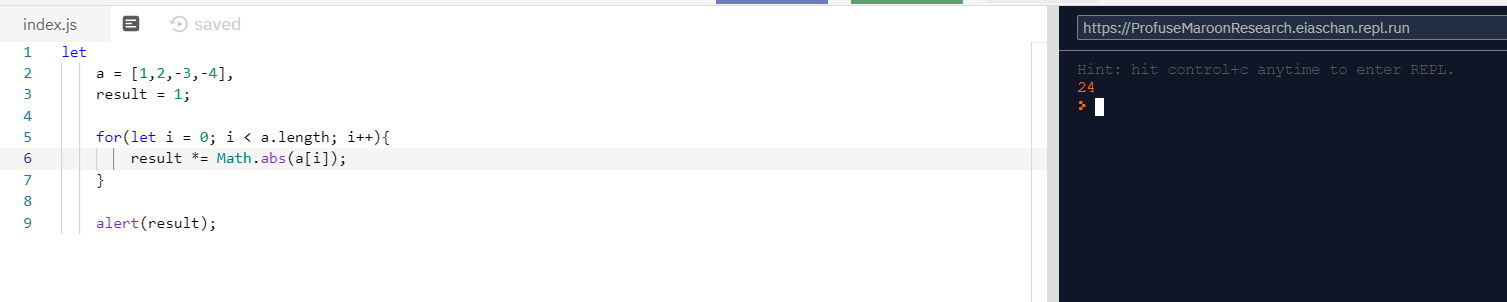 index.js saved
1 let
2 a = [1,2,-3,-4],
3 result = 1;
4
5 for(let i = 0; i < a.length; i++){
6 result *= Math.abs(a[i]);
7 }
8
9 alert(result);
https://ProfuseMaroonResearch.eiaschan.repl.run
Hint: hit control+c anytime to enter REPL.
24
>